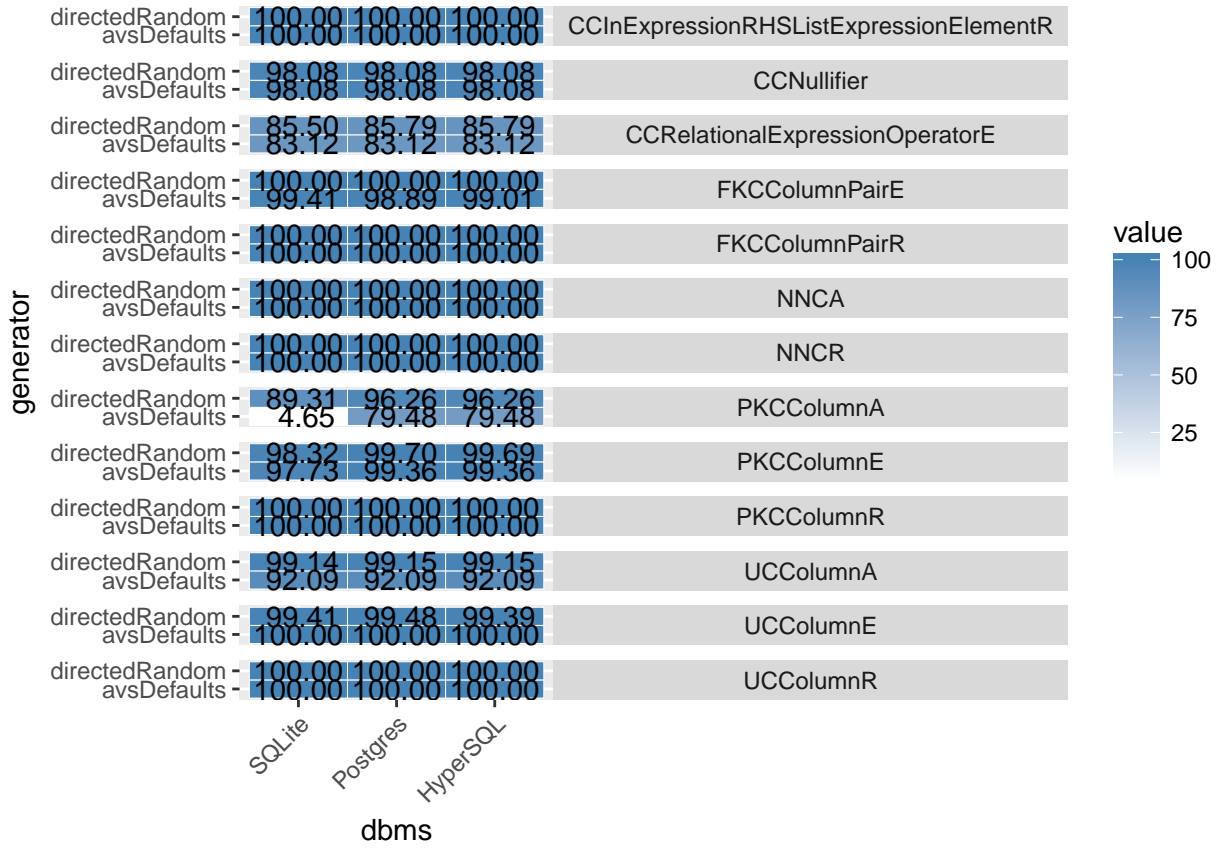 directedRandom 100.00 100.00 100.00 CCInExpressionRHSListExpressionElementR
avsDefaults 100.00 100.00 100.00
directedRandom 98.08 98.08 98.08 CCNullifier
avsDefaults 98.08 98.08 98.08
directedRandom 85.50 85.79 85.79 CCRelationalExpressionOperatorE
avsDefaults 83.12 83.12 83.12
directedRandom 100.00 100.00 100.00 FKCColumnPairE
avsDefaults 99.41 98.89 99.01
directedRandom 100.00 100.00 100.00 FKCColumnPairR
avsDefaults 100.00 100.00 100.00
directedRandom 100.00 100.00 100.00 NNCA
avsDefaults 100.00 100.00 100.00
directedRandom 100.00 100.00 100.00 NNCR
avsDefaults 100.00 100.00 100.00
directedRandom 89.31 96.26 96.26 PKCColumnA
avsDefaults 4.65 79.48 79.48
directedRandom 98.32 99.70 99.69 PKCColumnE
avsDefaults 97.73 99.36 99.36
directedRandom 100.00 100.00 100.00 PKCColumnR
avsDefaults 100.00 100.00 100.00
directedRandom 99.14 99.15 99.15 UCColumnA
avsDefaults 92.09 92.09 92.09
directedRandom 99.41 99.48 99.39 UCColumnE
avsDefaults 100.00 100.00 100.00
directedRandom 100.00 100.00 100.00 UCColumnR
avsDefaults 100.00 100.00 100.00
SQLite Postgres HyperSQL
dbms
generator
value
100
75
50
25